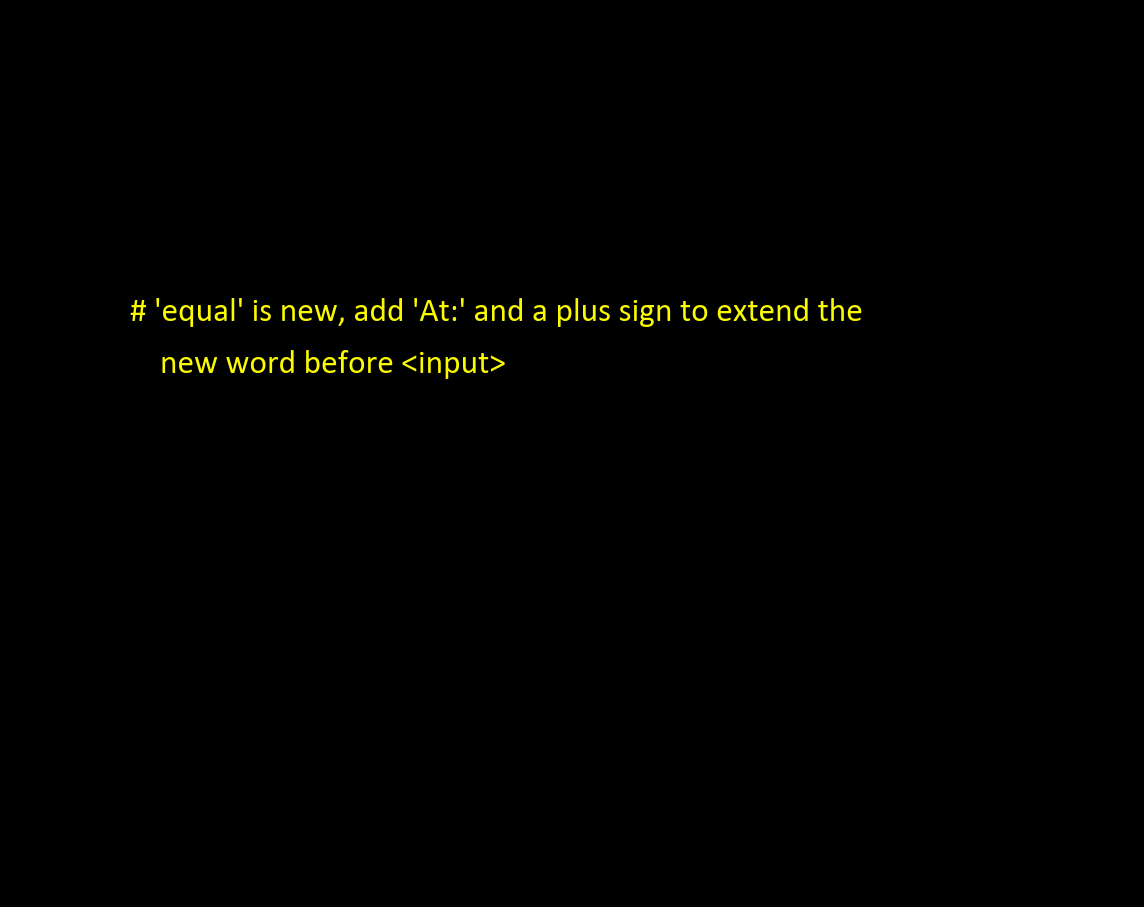 # 'equal' is new, add 'At:' and a plus sign to extend the
new word before <input>